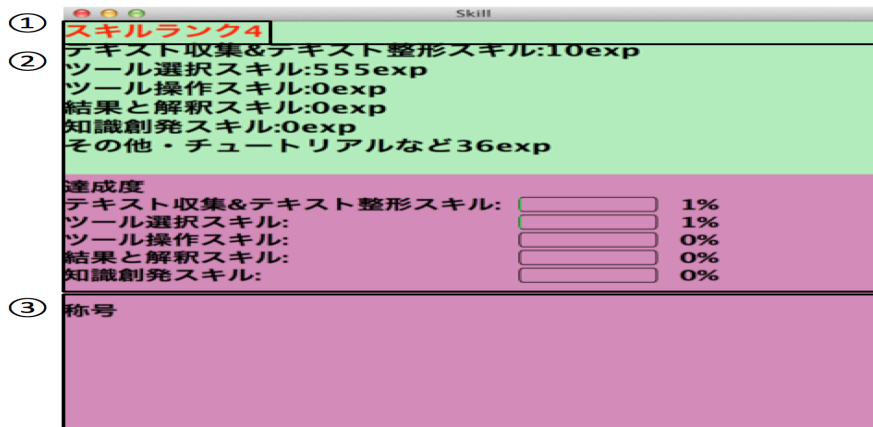 Skill
① スキルランク4
② テキスト収集&テキスト整形スキル:10exp
ツール選択スキル:555exp
ツール操作スキル:0exp
結果と解釈スキル:0exp
知識創発スキル:0exp
その他・チュートリアルなど36exp
達成度
テキスト収集&テキスト整形スキル: 1%
ツール選択スキル: 1%
ツール操作スキル: 0%
結果と解釈スキル: 0%
知識創発スキル: 0%
③ 称号